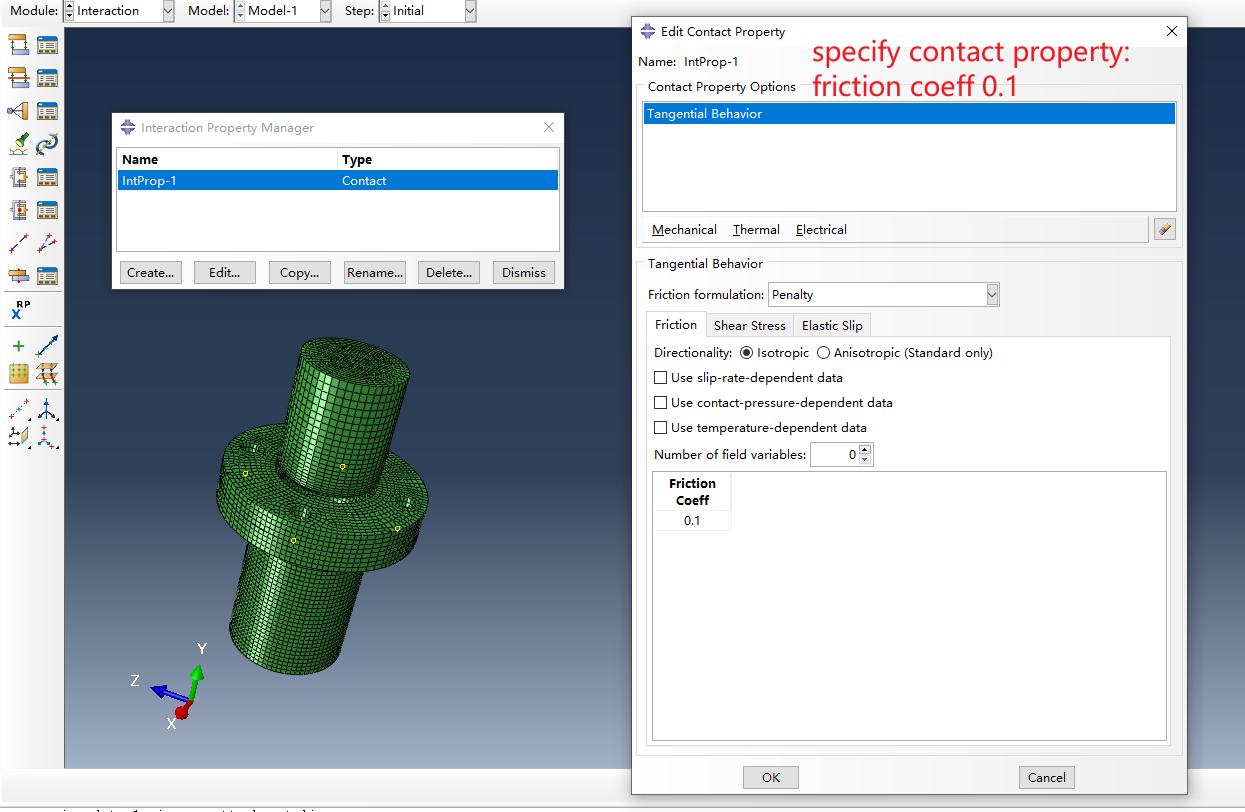 Module: Interaction Model: Model-1 Step: Initial
Edit Contact Property
specify contact property:
friction coeff 0.1
Name: IntProp-1
Contact Property Options
Tangential Behavior
Mechanical Thermal Electrical
Tangential Behavior
Friction formulation: Penalty
Friction Shear Stress Elastic Slip
Directionality: Isotropic Anisotropic (Standard only)
Use slip-rate-dependent data
Use contact-pressure-dependent data
Use temperature-dependent data
Number of field variables: 0
Friction
Coeff
0.1
OK Cancel
Interaction Property Manager
Name Type
IntProp-1 Contact
Create... Edit... Copy... Rename... Delete... Dismiss
RP
X
Y
Z
X